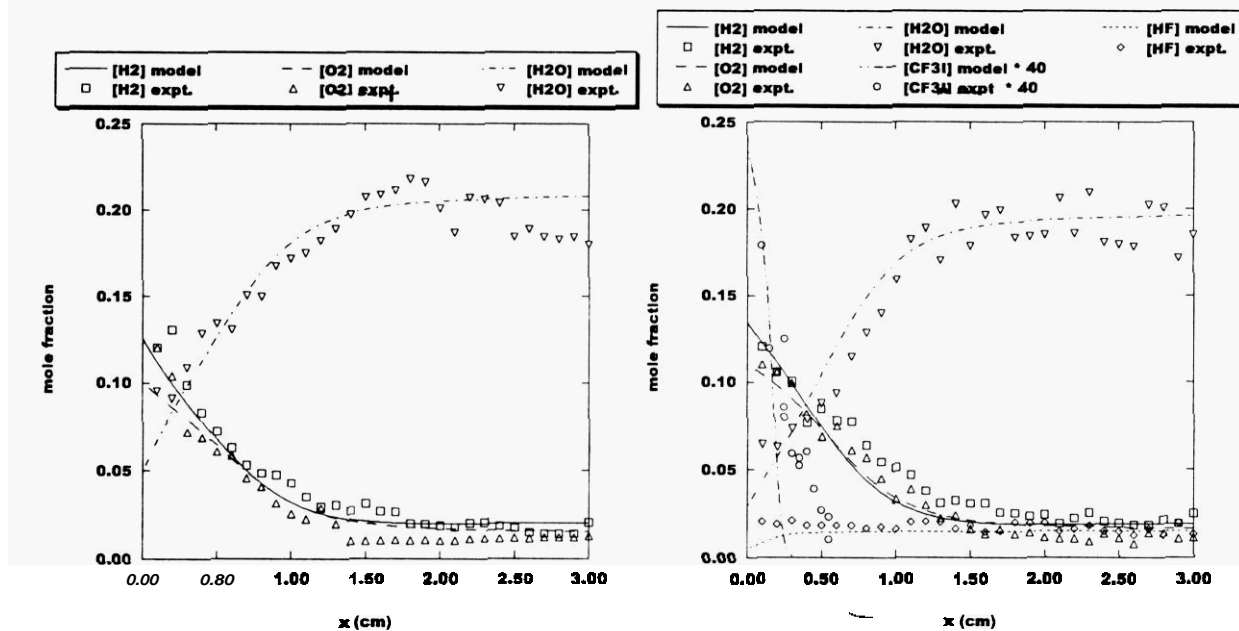 [H2] model [O2] model [H2O] model
[H2] expt. [O2] expt. [H2O] expt.
0.25
0.20
0.15
0.10
0.05
0.00
mole fraction
0.00 0.80 1.00 1.50 2.00 2.50 3.00
x (cm)
[H2] model [H2O] model [HF] model
[H2] expt. [H2O] expt. [HF] expt.
[O2] model [CF3I] model * 40
[O2] expt. [CF3I] expt * 40
0.25
0.20
0.15
0.10
0.05
0.00
mole fraction
0.00 0.50 1.00 1.50 2.00 2.50 3.00
x (cm)